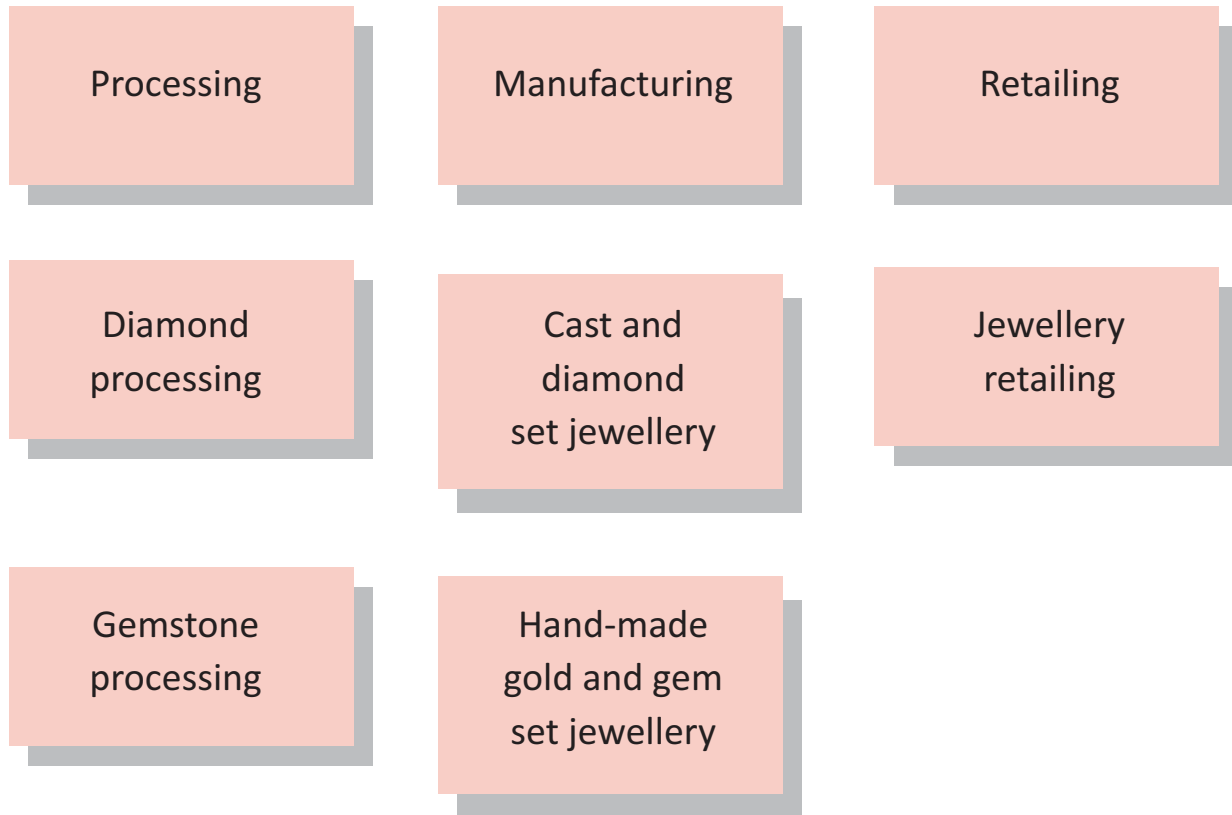 Processing
Manufacturing
Retailing
Diamond
processing
Cast and
diamond
set jewellery
Jewellery
retailing
Gemstone
processing
Hand-made
gold and gem
set jewellery